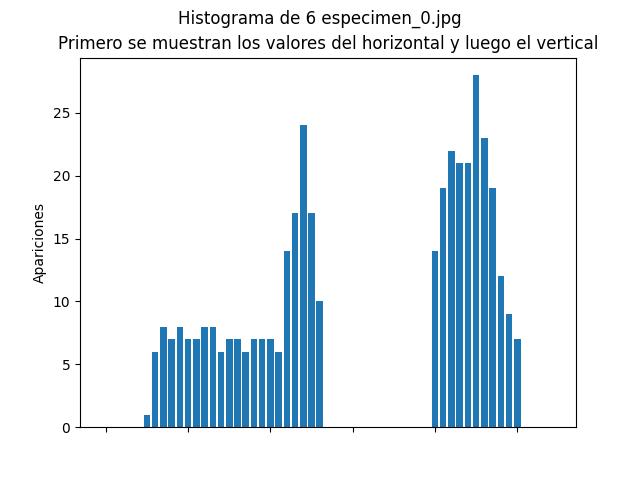 Histograma de 6 especimen_0.jpg
Primero se muestran los valores del horizontal y luego el vertical
25
20
15
10
5
0
Apariciones